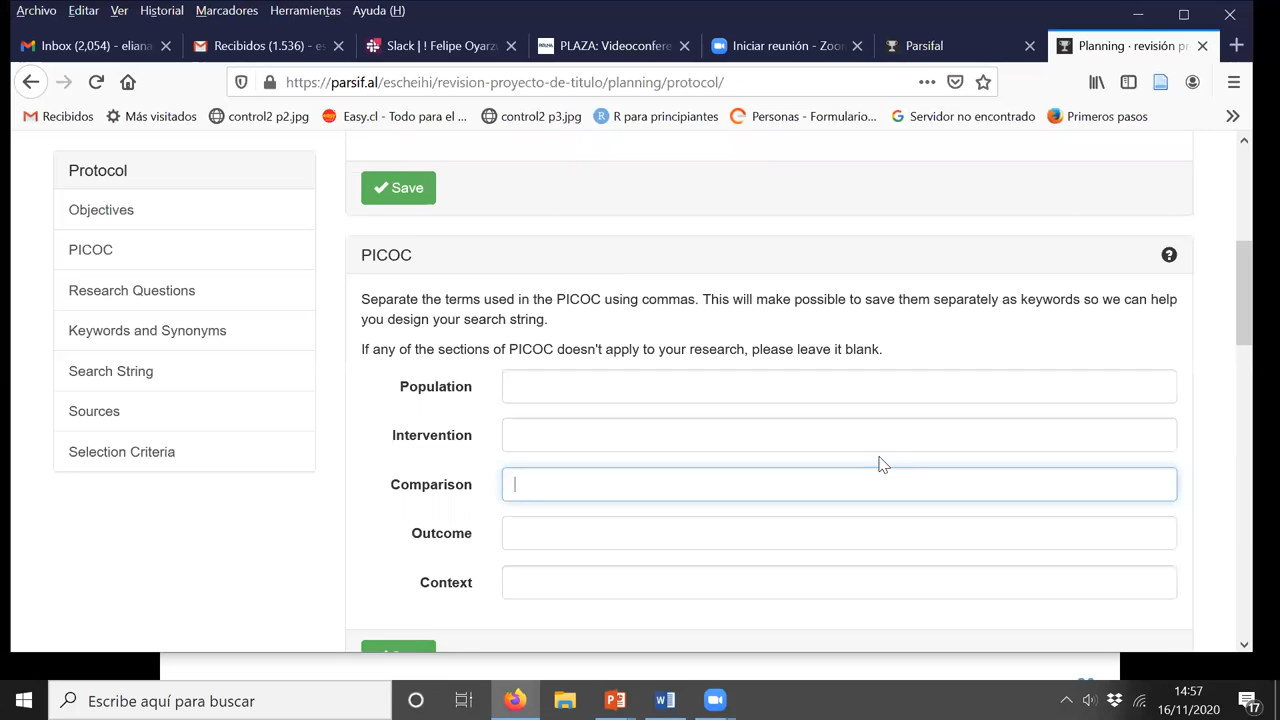 Archivo Editar Ver Historial Marcadores Herramientas Ayuda (H)
Inbox (2,054) - eliana Recibidos (1.536) - es Slack | ! Felipe Oyarzu PLAZA: Videoconfere Iniciar reunión - Zoo Parsifal Planning · revisión pr
https://parsif.al/escheihi/revision-proyecto-de-titulo/planning/protocol/
Recibidos Más visitados control2 p2.jpg Easy.cl - Todo para el ... control2 p3.jpg R para principiantes Personas - Formulario... Servidor no encontrado Primeros pasos
Protocol
Objectives
PICOC
Research Questions
Keywords and Synonyms
Search String
Sources
Selection Criteria
Save
PICOC
Separate the terms used in the PICOC using commas. This will make possible to save them separately as keywords so we can help
you design your search string.
If any of the sections of PICOC doesn't apply to your research, please leave it blank.
Population
Intervention
Comparison
Outcome
Context
Escribe aquí para buscar
14:57
16/11/2020
17